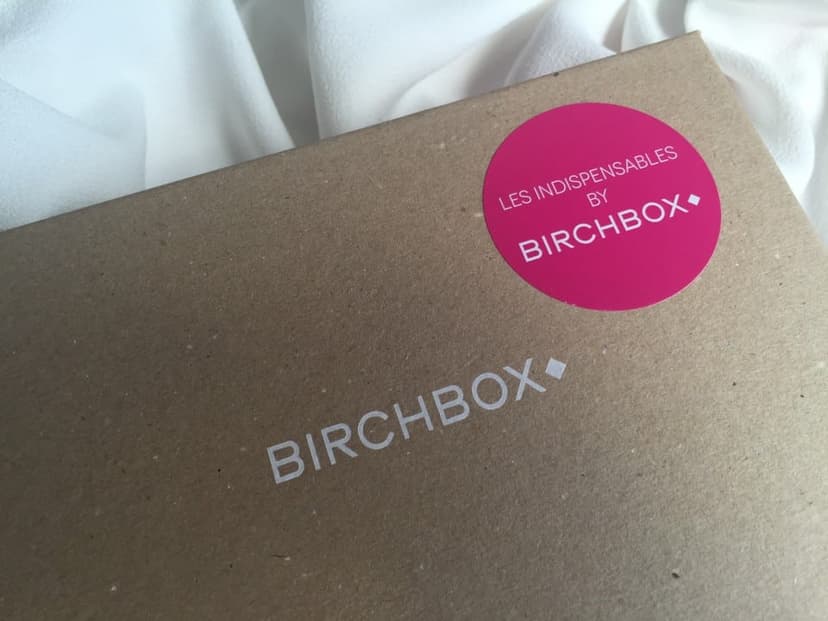 LES INDISPENSABLES
BY
BIRCHBOX
BIRCHBOX